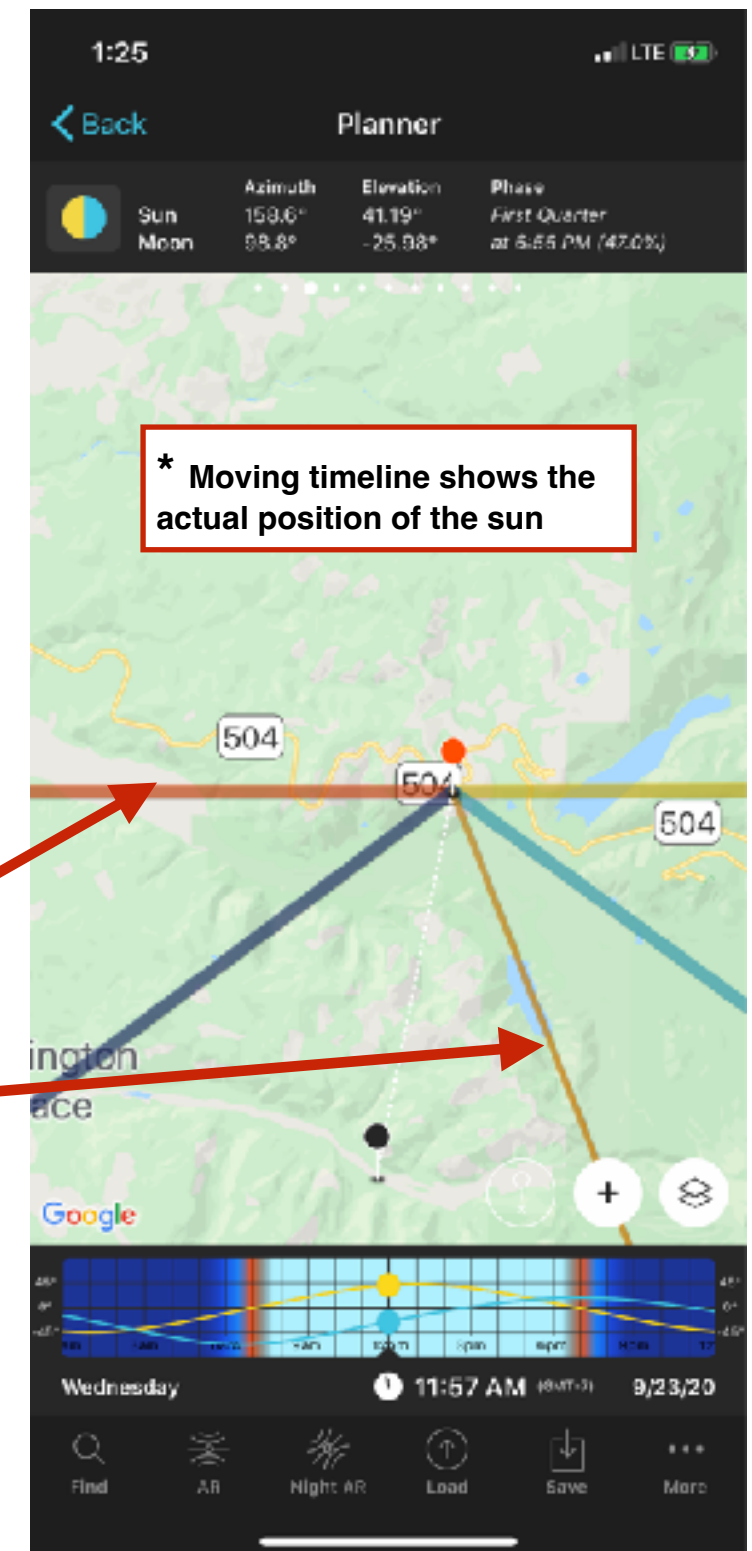 1:25
LTE
Back
Planner
Azimuth Elevation Phase
Sun 158.6° 41.19° First Quarter
Moon 98.8° -25.98° at 6:55 PM (47.0%)
* Moving timeline shows the
actual position of the sun
504
504
504
ington
ace
Google
Wednesday 11:57 AM 9/23/20
Find AR Night AR Load Save More